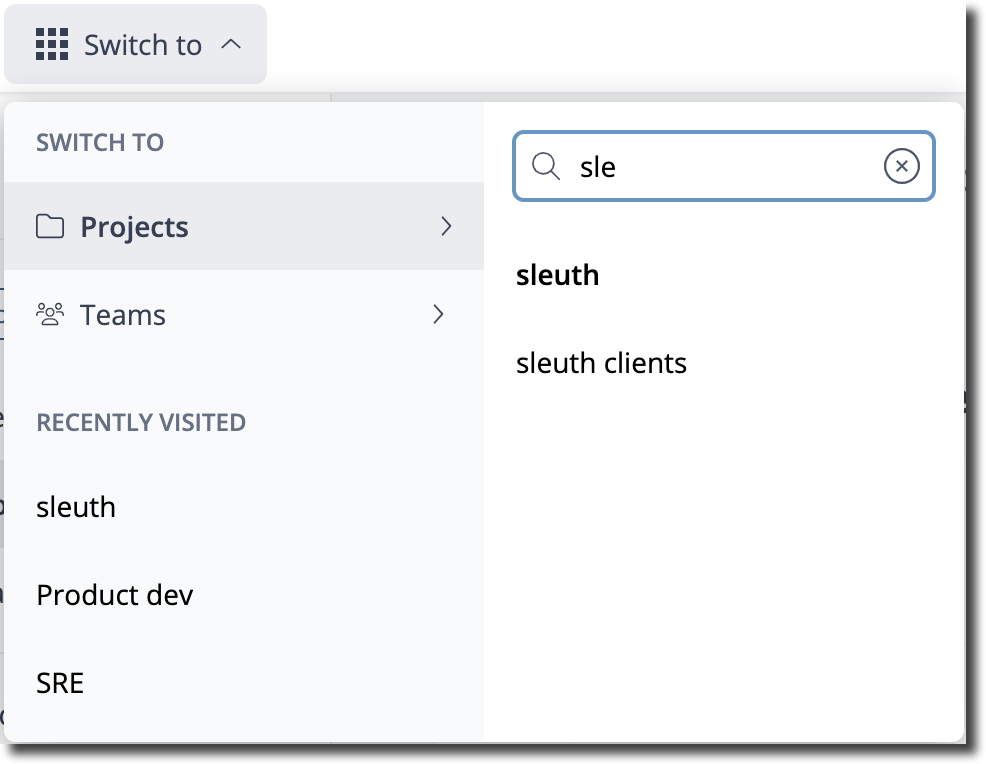 Switch to
SWITCH TO
Projects
Teams
RECENTLY VISITED
sleuth
Product dev
SRE
sle
sleuth
sleuth clients